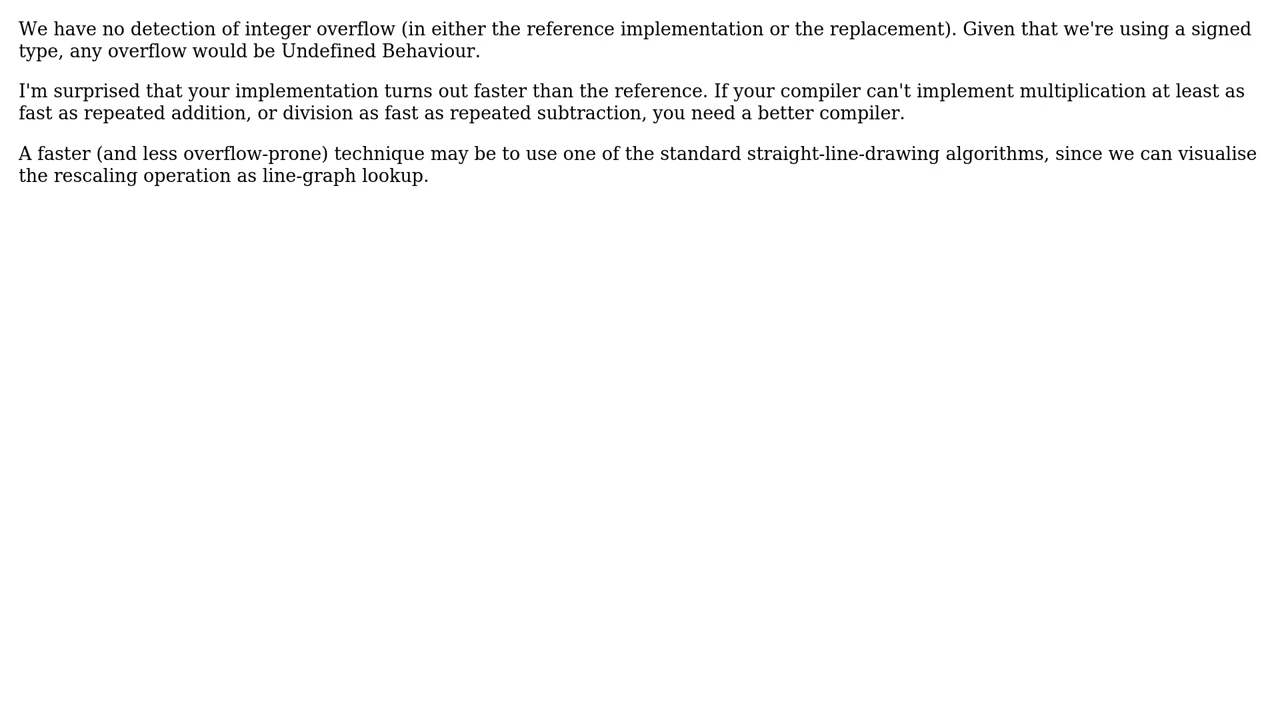 We have no detection of integer overflow (in either the reference implementation or the replacement). Given that we're using a signed
type, any overflow would be Undefined Behaviour.
I'm surprised that your implementation turns out faster than the reference. If your compiler can't implement multiplication at least as
fast as repeated addition, or division as fast as repeated subtraction, you need a better compiler.
A faster (and less overflow-prone) technique may be to use one of the standard straight-line-drawing algorithms, since we can visualise
the rescaling operation as line-graph lookup.